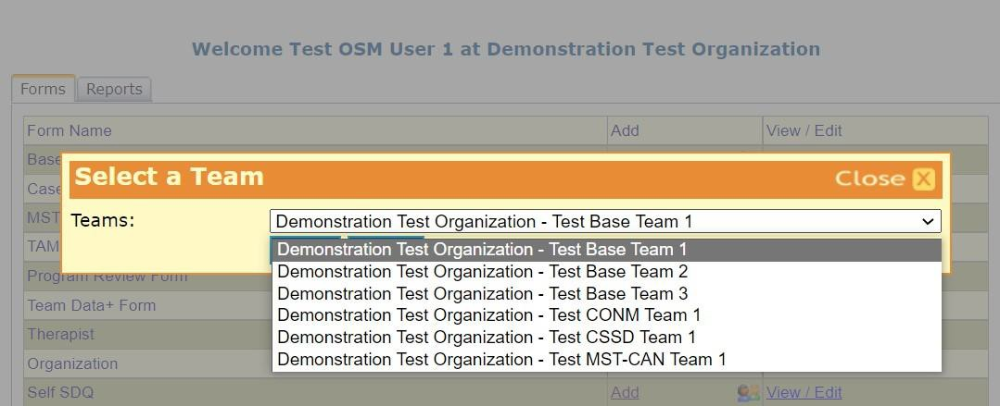 Welcome Test OSM User 1 at Demonstration Test Organization
Forms Reports
Form Name Add View / Edit
Base
Select a Team Close X
Case
MST
Teams: Demonstration Test Organization - Test Base Team 1
TAM
Demonstration Test Organization - Test Base Team 1
Demonstration Test Organization - Test Base Team 2
Program Review Form
Demonstration Test Organization - Test Base Team 3
Team Data+ Form
Demonstration Test Organization - Test CONM Team 1
Therapist
Demonstration Test Organization - Test CSSD Team 1
Organization
Demonstration Test Organization - Test MST-CAN Team 1
Self SDQ Add View / Edit